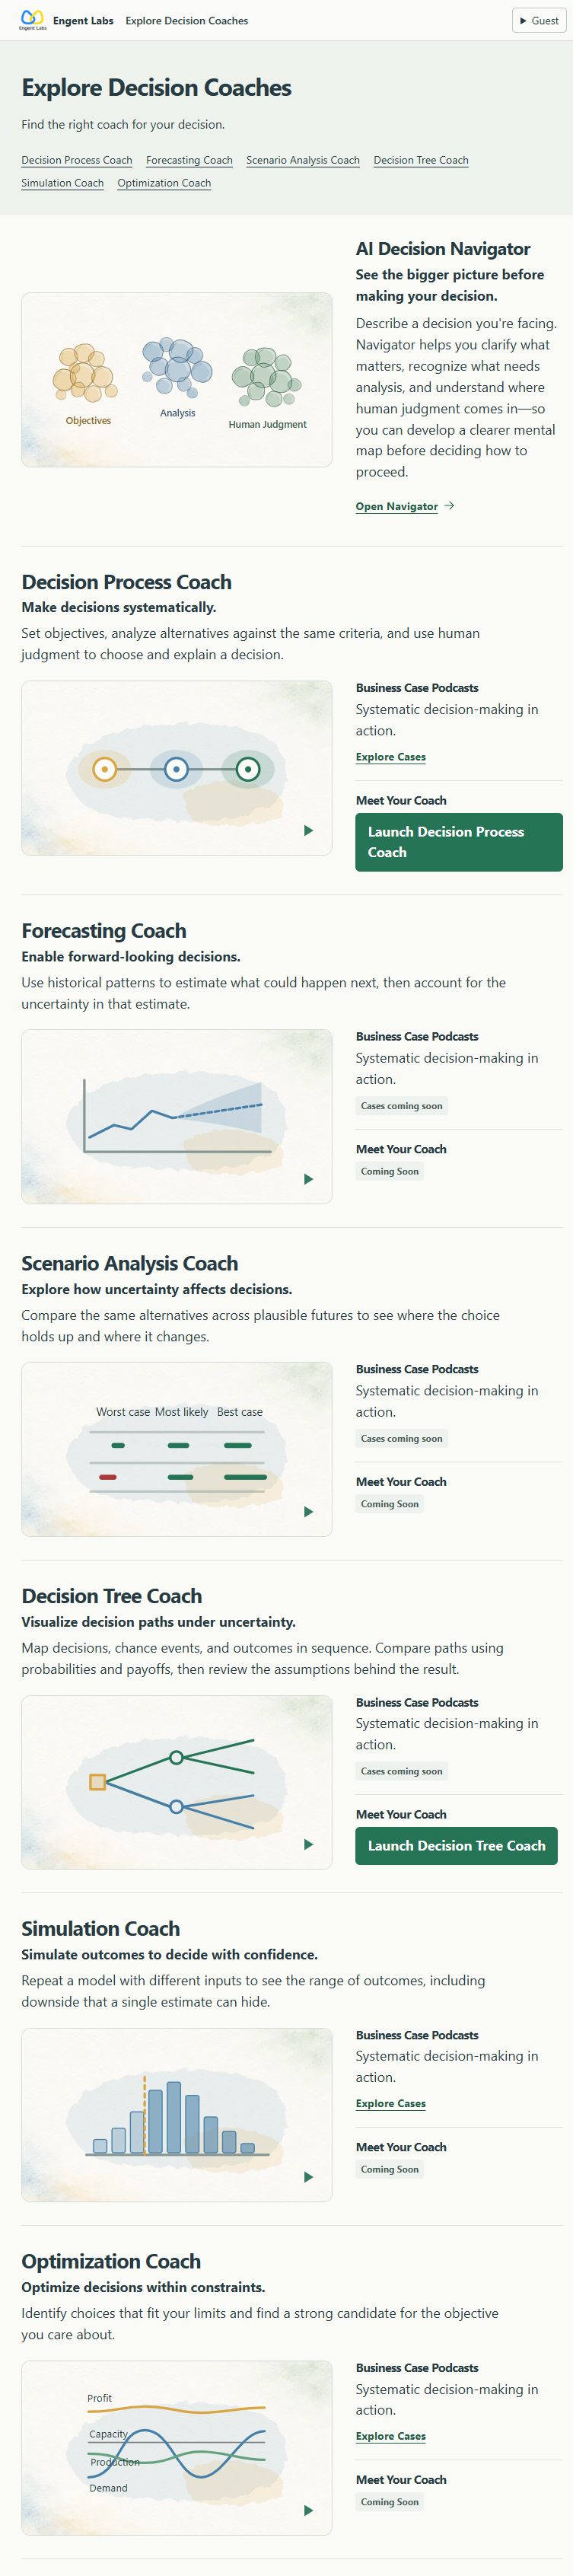 Engent Labs
Engent Labs Explore Decision Coaches
▶ Guest
Explore Decision Coaches
Find the right coach for your decision.
Decision Process Coach Forecasting Coach Scenario Analysis Coach Decision Tree Coach
Simulation Coach Optimization Coach
Objectives
Analysis
Human Judgment
AI Decision Navigator
See the bigger picture before
making your decision.
Describe a decision you're facing.
Navigator helps you clarify what
matters, recognize what needs
analysis, and understand where
human judgment comes in—so
you can develop a clearer mental
map before deciding how to
proceed.
Open Navigator →
Decision Process Coach
Make decisions systematically.
Set objectives, analyze alternatives against the same criteria, and use human
judgment to choose and explain a decision.
Business Case Podcasts
Systematic decision-making in
action.
Explore Cases
Meet Your Coach
Launch Decision Process
Coach
Forecasting Coach
Enable forward-looking decisions.
Use historical patterns to estimate what could happen next, then account for the
uncertainty in that estimate.
Business Case Podcasts
Systematic decision-making in
action.
Cases coming soon
Meet Your Coach
Coming Soon
Scenario Analysis Coach
Explore how uncertainty affects decisions.
Compare the same alternatives across plausible futures to see where the choice
holds up and where it changes.
Worst case Most likely Best case
Business Case Podcasts
Systematic decision-making in
action.
Cases coming soon
Meet Your Coach
Coming Soon
Decision Tree Coach
Visualize decision paths under uncertainty.
Map decisions, chance events, and outcomes in sequence. Compare paths using
probabilities and payoffs, then review the assumptions behind the result.
Business Case Podcasts
Systematic decision-making in
action.
Cases coming soon
Meet Your Coach
Launch Decision Tree Coach
Simulation Coach
Simulate outcomes to decide with confidence.
Repeat a model with different inputs to see the range of outcomes, including
downside that a single estimate can hide.
Business Case Podcasts
Systematic decision-making in
action.
Explore Cases
Meet Your Coach
Coming Soon
Optimization Coach
Optimize decisions within constraints.
Identify choices that fit your limits and find a strong candidate for the objective
you care about.
Profit
Capacity
Production
Demand
Business Case Podcasts
Systematic decision-making in
action.
Explore Cases
Meet Your Coach
Coming Soon